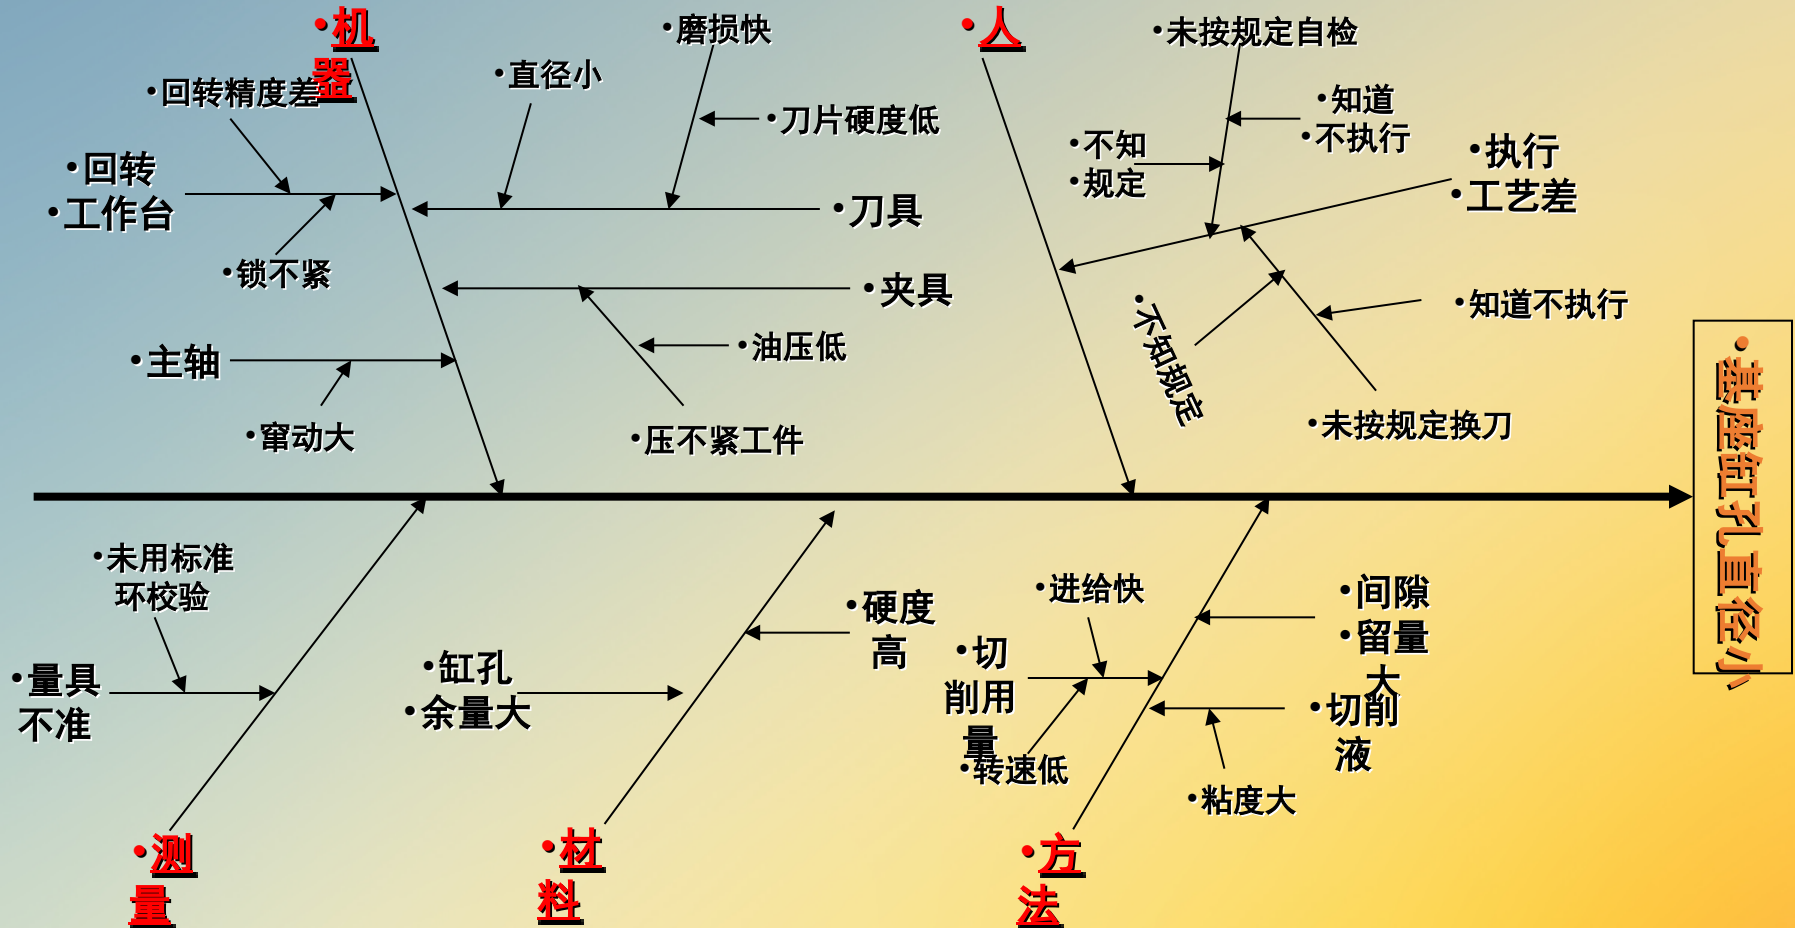 •机
器
•磨损快
•人
•未按规定自检
•直径小
•回转精度差
•刀片硬度低
•知道
•不执行
•不知
•规定
•回转
•工作台
•执行
•工艺差
•刀具
•锁不紧
•夹具
•知道不执行
•不知规定
•主轴
•油压低
•窜动大
•压不紧工件
•未按规定换刀
•基座缸孔直径小
•未用标准
环校验
•进给快
•间隙
•留量
大
•硬度
高
•量具
不准
•缸孔
•余量大
•切
削用
量
•切削
液
•转速低
•粘度大
•测
量
•材
料
•方
法